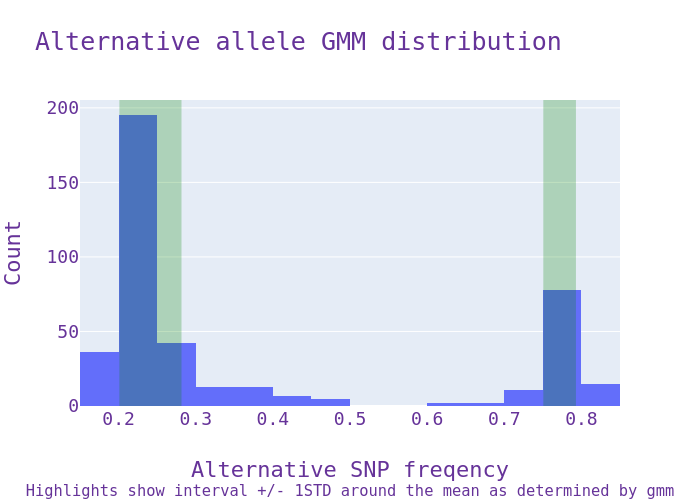 Alternative allele GMM distribution
200
150
100
50
0
Count
0.2 0.3 0.4 0.5 0.6 0.7 0.8
Alternative SNP freqency
Highlights show interval +/- 1STD around the mean as determined by gmm